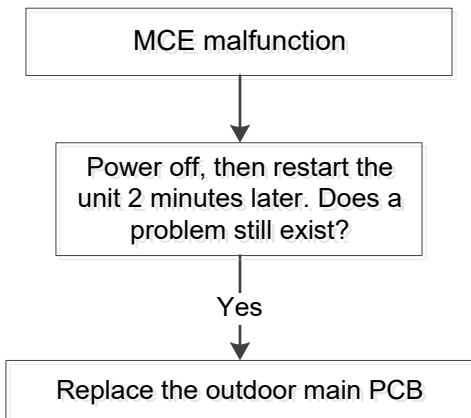 MCE malfunction
Power off, then restart the
unit 2 minutes later. Does a
problem still exist?
Yes
Replace the outdoor main PCB